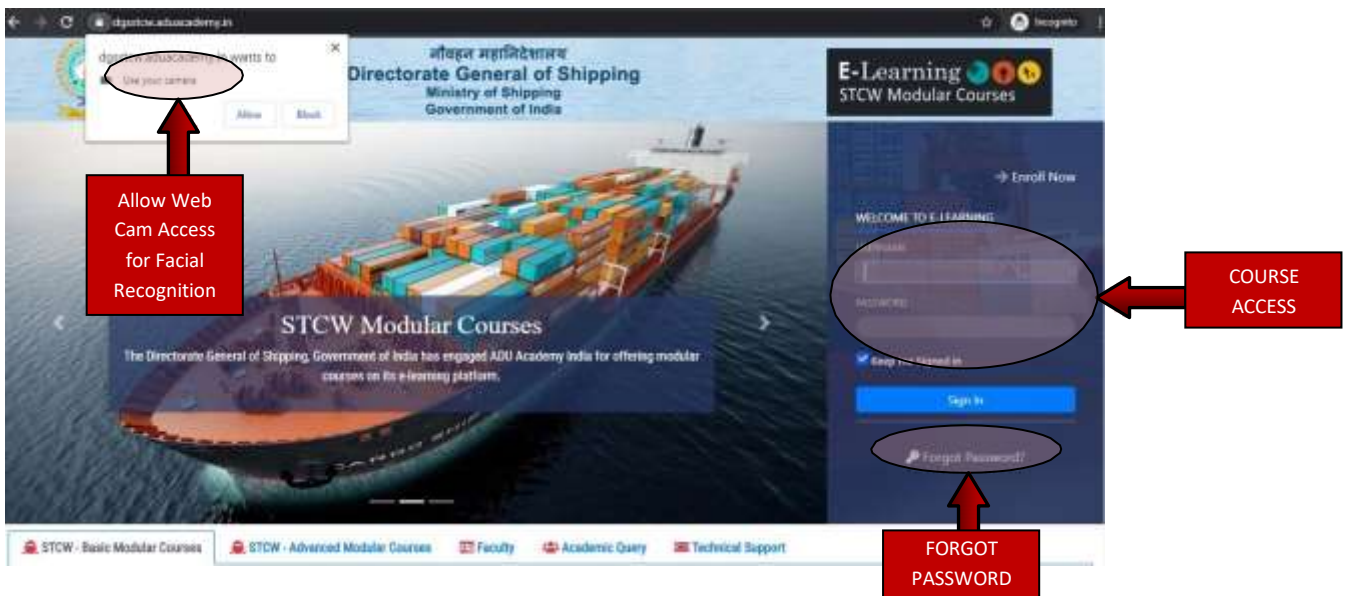 dgsstcw.aduacademy.in
Incognito
dgsstcw.aduacademy.in wants to
Use your camera
Allow
Block
नौवहन महानिदेशालय
Directorate General of Shipping
Ministry of Shipping
Government of India
E-Learning
STCW Modular Courses
Allow Web
Cam Access
for Facial
Recognition
Enroll Now
WELCOME TO E-LEARNING
USERNAME
PASSWORD
COURSE
ACCESS
STCW Modular Courses
The Directorate General of Shipping, Government of India has engaged ADU Academy India for offering modular
courses on its e-learning platform.
Keep me Signed in
Sign In
CARGO SHIP
Forgot Password?
STCW - Basic Modular Courses
STCW - Advanced Modular Courses
Faculty
Academic Query
Technical Support
FORGOT
PASSWORD